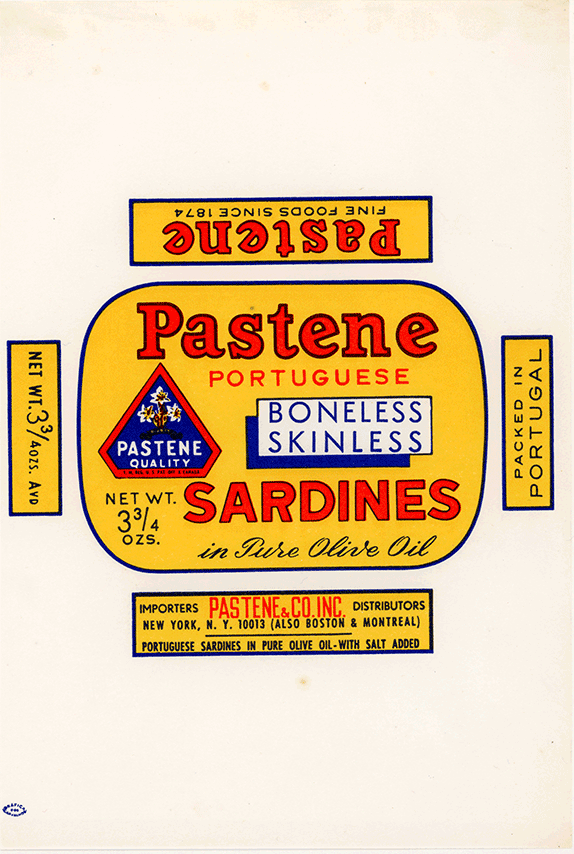 Pastene
FINE FOODS SINCE 1874
Pastene
PORTUGUESE
BONELESS
SKINLESS
PASTENE
QUALITY
NET WT.
3 3/4
OZS.
SARDINES
in Pure Olive Oil
NET WT. 3 3/4 OZS. AVD
PACKED IN
PORTUGAL
IMPORTERS PASTENE & CO. INC. DISTRIBUTORS
NEW YORK, N. Y. 10013 (ALSO BOSTON & MONTREAL)
PORTUGUESE SARDINES IN PURE OLIVE OIL-WITH SALT ADDED